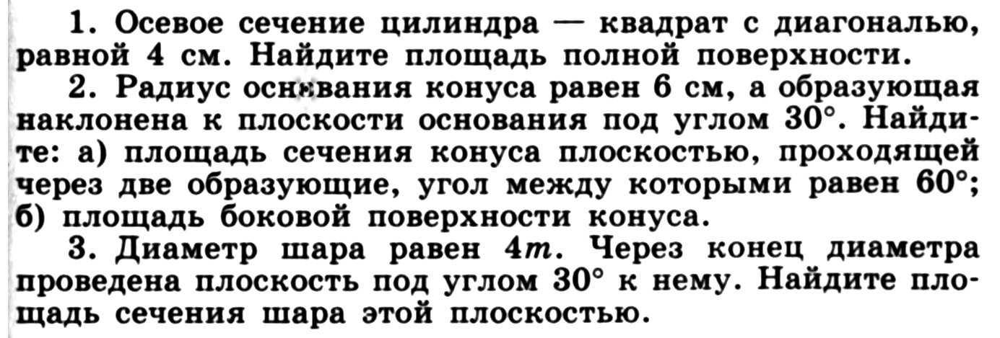 1. Осевое сечение цилиндра — квадрат с диагональю,
равной 4 см. Найдите площадь полной поверхности.
2. Радиус основания конуса равен 6 см, а образующая
наклонена к плоскости основания под углом 30°. Найди-
те: а) площадь сечения конуса плоскостью, проходящей
через две образующие, угол между которыми равен 60°;
б) площадь боковой поверхности конуса.
3. Диаметр шара равен 4m. Через конец диаметра
проведена плоскость под углом 30° к нему. Найдите пло-
щадь сечения шара этой плоскостью.